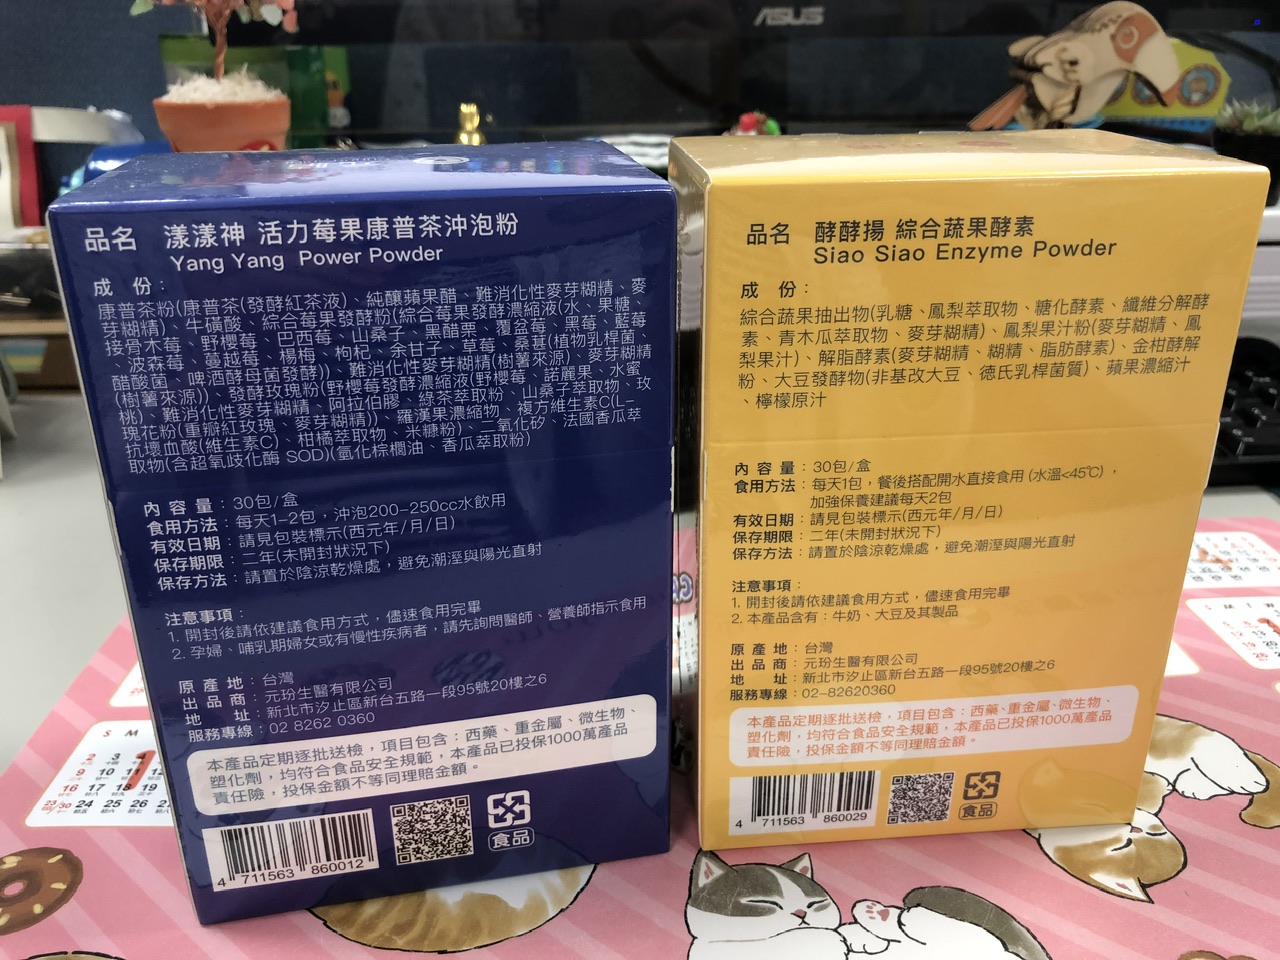 ASUS
品名 漾漾神 活力莓果康普茶沖泡粉
Yang Yang Power Powder
成 份：
康普茶粉(康普茶(發酵紅茶液)、純釀蘋果醋、難消化性麥芽糊精、麥
芽糊精)、牛磺酸、綜合莓果發酵粉(綜合莓果發酵濃縮液(水、果糖、
接骨木莓、野櫻莓、巴西莓、山桑子、黑醋栗、覆盆莓、黑莓、藍莓
、波森莓、蔓越莓、楊梅、枸杞、余甘子、草莓、桑葚(植物乳桿菌、
醋酸菌、啤酒酵母菌發酵))、難消化性麥芽糊精(樹薯來源)、麥芽糊精
(樹薯來源))、發酵玫瑰粉(野櫻莓發酵濃縮液(野櫻莓、諾麗果、水蜜
桃)、難消化性麥芽糊精、阿拉伯膠、綠茶萃取粉、山桑子萃取物、玫
瑰花粉(重瓣紅玫瑰、麥芽糊精))、羅漢果濃縮物、複方維生素C(L-
抗壞血酸(維生素C)、柑橘萃取物、米糠粉)、二氧化矽、法國香瓜萃
取物(含超氧歧化酶 SOD)(氫化棕櫚油、香瓜萃取粉)
內 容 量：30包/盒
食用方法：每天1-2包，沖泡200-250cc水飲用
有效日期：請見包裝標示(西元年/月/日)
保存期限：二年(未開封狀況下)
保存方法：請置於陰涼乾燥處，避免潮溼與陽光直射
注意事項：
1. 開封後請依建議食用方式，儘速食用完畢
2. 孕婦、哺乳期婦女或有慢性疾病者，請先詢問醫師、營養師指示食用
原 產 地：台灣
出 品 商：元玢生醫有限公司
地　　址：新北市汐止區新台五路一段95號20樓之6
服務專線：02 8262 0360
本產品定期逐批送檢，項目包含：西藥、重金屬、微生物、
塑化劑，均符合食品安全規範，本產品已投保1000萬產品
責任險，投保金額不等同理賠金額。
4 711563 860012
食品
品名 酵酵揚 綜合蔬果酵素
Siao Siao Enzyme Powder
成 份：
綜合蔬果抽出物(乳糖、鳳梨萃取物、糖化酵素、纖維分解酵
素、青木瓜萃取物、麥芽糊精)、鳳梨果汁粉(麥芽糊精、鳳
梨果汁)、解脂酵素(麥芽糊精、糊精、脂肪酵素)、金柑酵解
粉、大豆發酵物(非基改大豆、德氏乳桿菌質)、蘋果濃縮汁
、檸檬原汁
內 容 量：30包/盒
食用方法：每天1包，餐後搭配開水直接食用 (水溫<45℃)，
加強保養建議每天2包
有效日期：請見包裝標示(西元年/月/日)
保存期限：二年(未開封狀況下)
保存方法：請置於陰涼乾燥處，避免潮溼與陽光直射
注意事項：
1. 開封後請依建議食用方式，儘速食用完畢
2. 本產品含有：牛奶、大豆及其製品
原 產 地：台灣
出 品 商：元玢生醫有限公司
地　　址：新北市汐止區新台五路一段95號20樓之6
服務專線：02-82620360
本產品定期逐批送檢，項目包含：西藥、重金屬、微生物、
塑化劑，均符合食品安全規範，本產品已投保1000萬產品
責任險，投保金額不等同理賠金額。
4 711563 860029
食品
S M
2 3 4
9 10 11 12
16 17 18 19
23/30 24 25 26 27